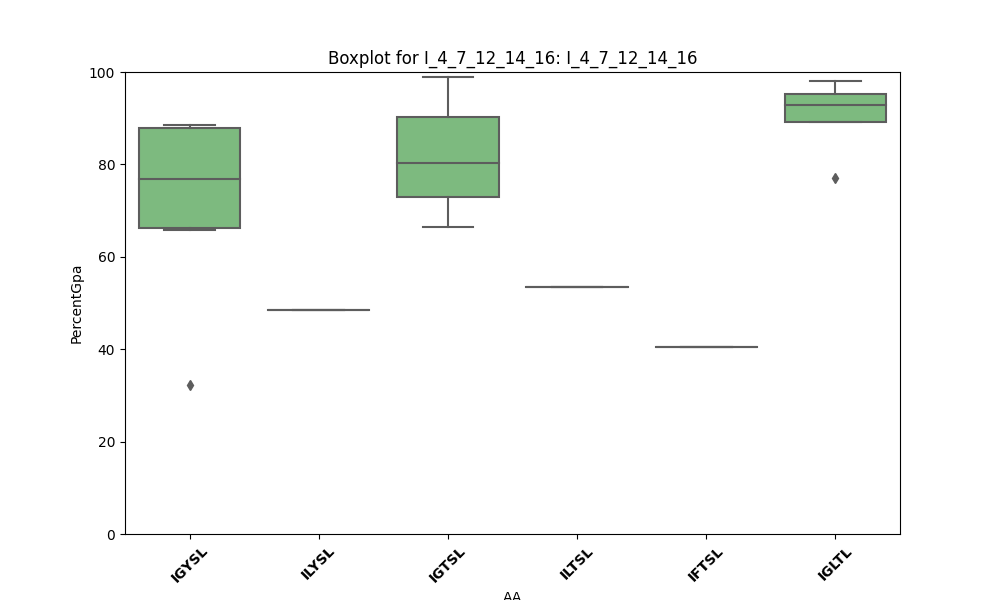 Boxplot for I_4_7_12_14_16: I_4_7_12_14_16
100
80
60
40
20
0
PercentGpa
IGYSL
ILYSL
IGTSL
ILTSL
IFTSL
IGLTL
AA